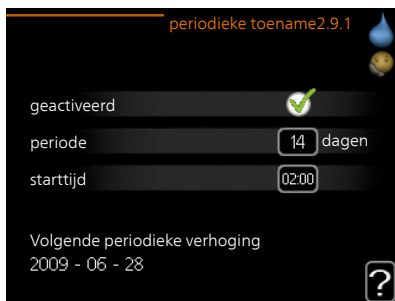 periodieke toename2.9.1
geactiveerd
periode 14 dagen
starttijd 02:00
Volgende periodieke verhoging
2009 - 06 - 28
?